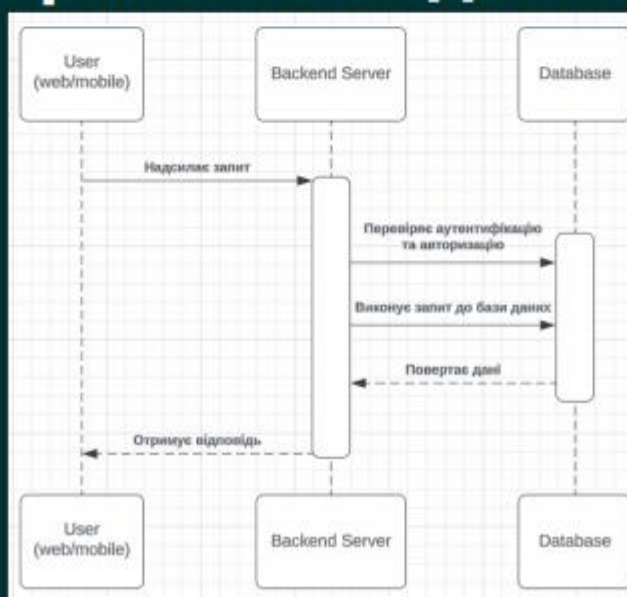 User
(web/mobile)
Backend Server
Database
Надсилає запит
Перевіряє аутентифікацію
та авторизацію
Виконує запит до бази даних
Повертає дані
Отримує відповідь
User
(web/mobile)
Backend Server
Database